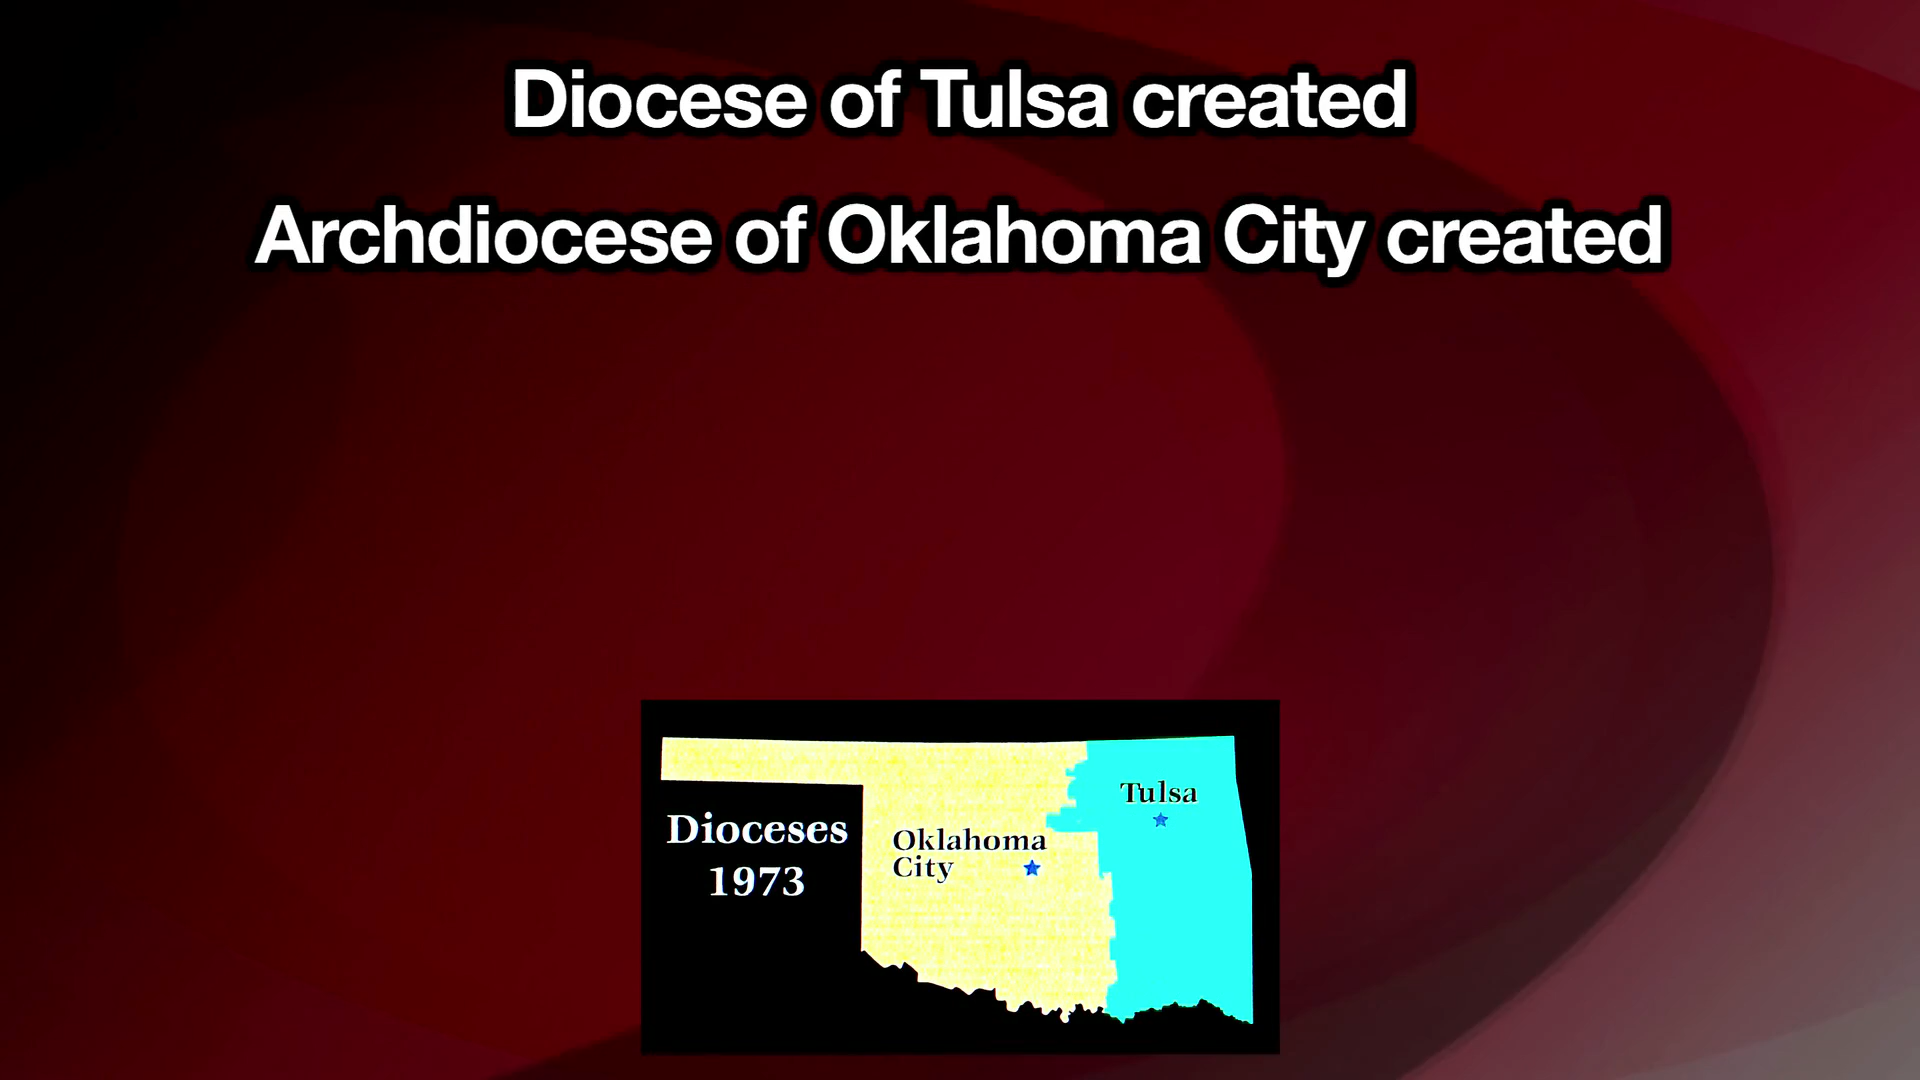 Diocese of Tulsa created
Archdiocese of Oklahoma City created
Tulsa
Dioceses
1973
Oklahoma
City